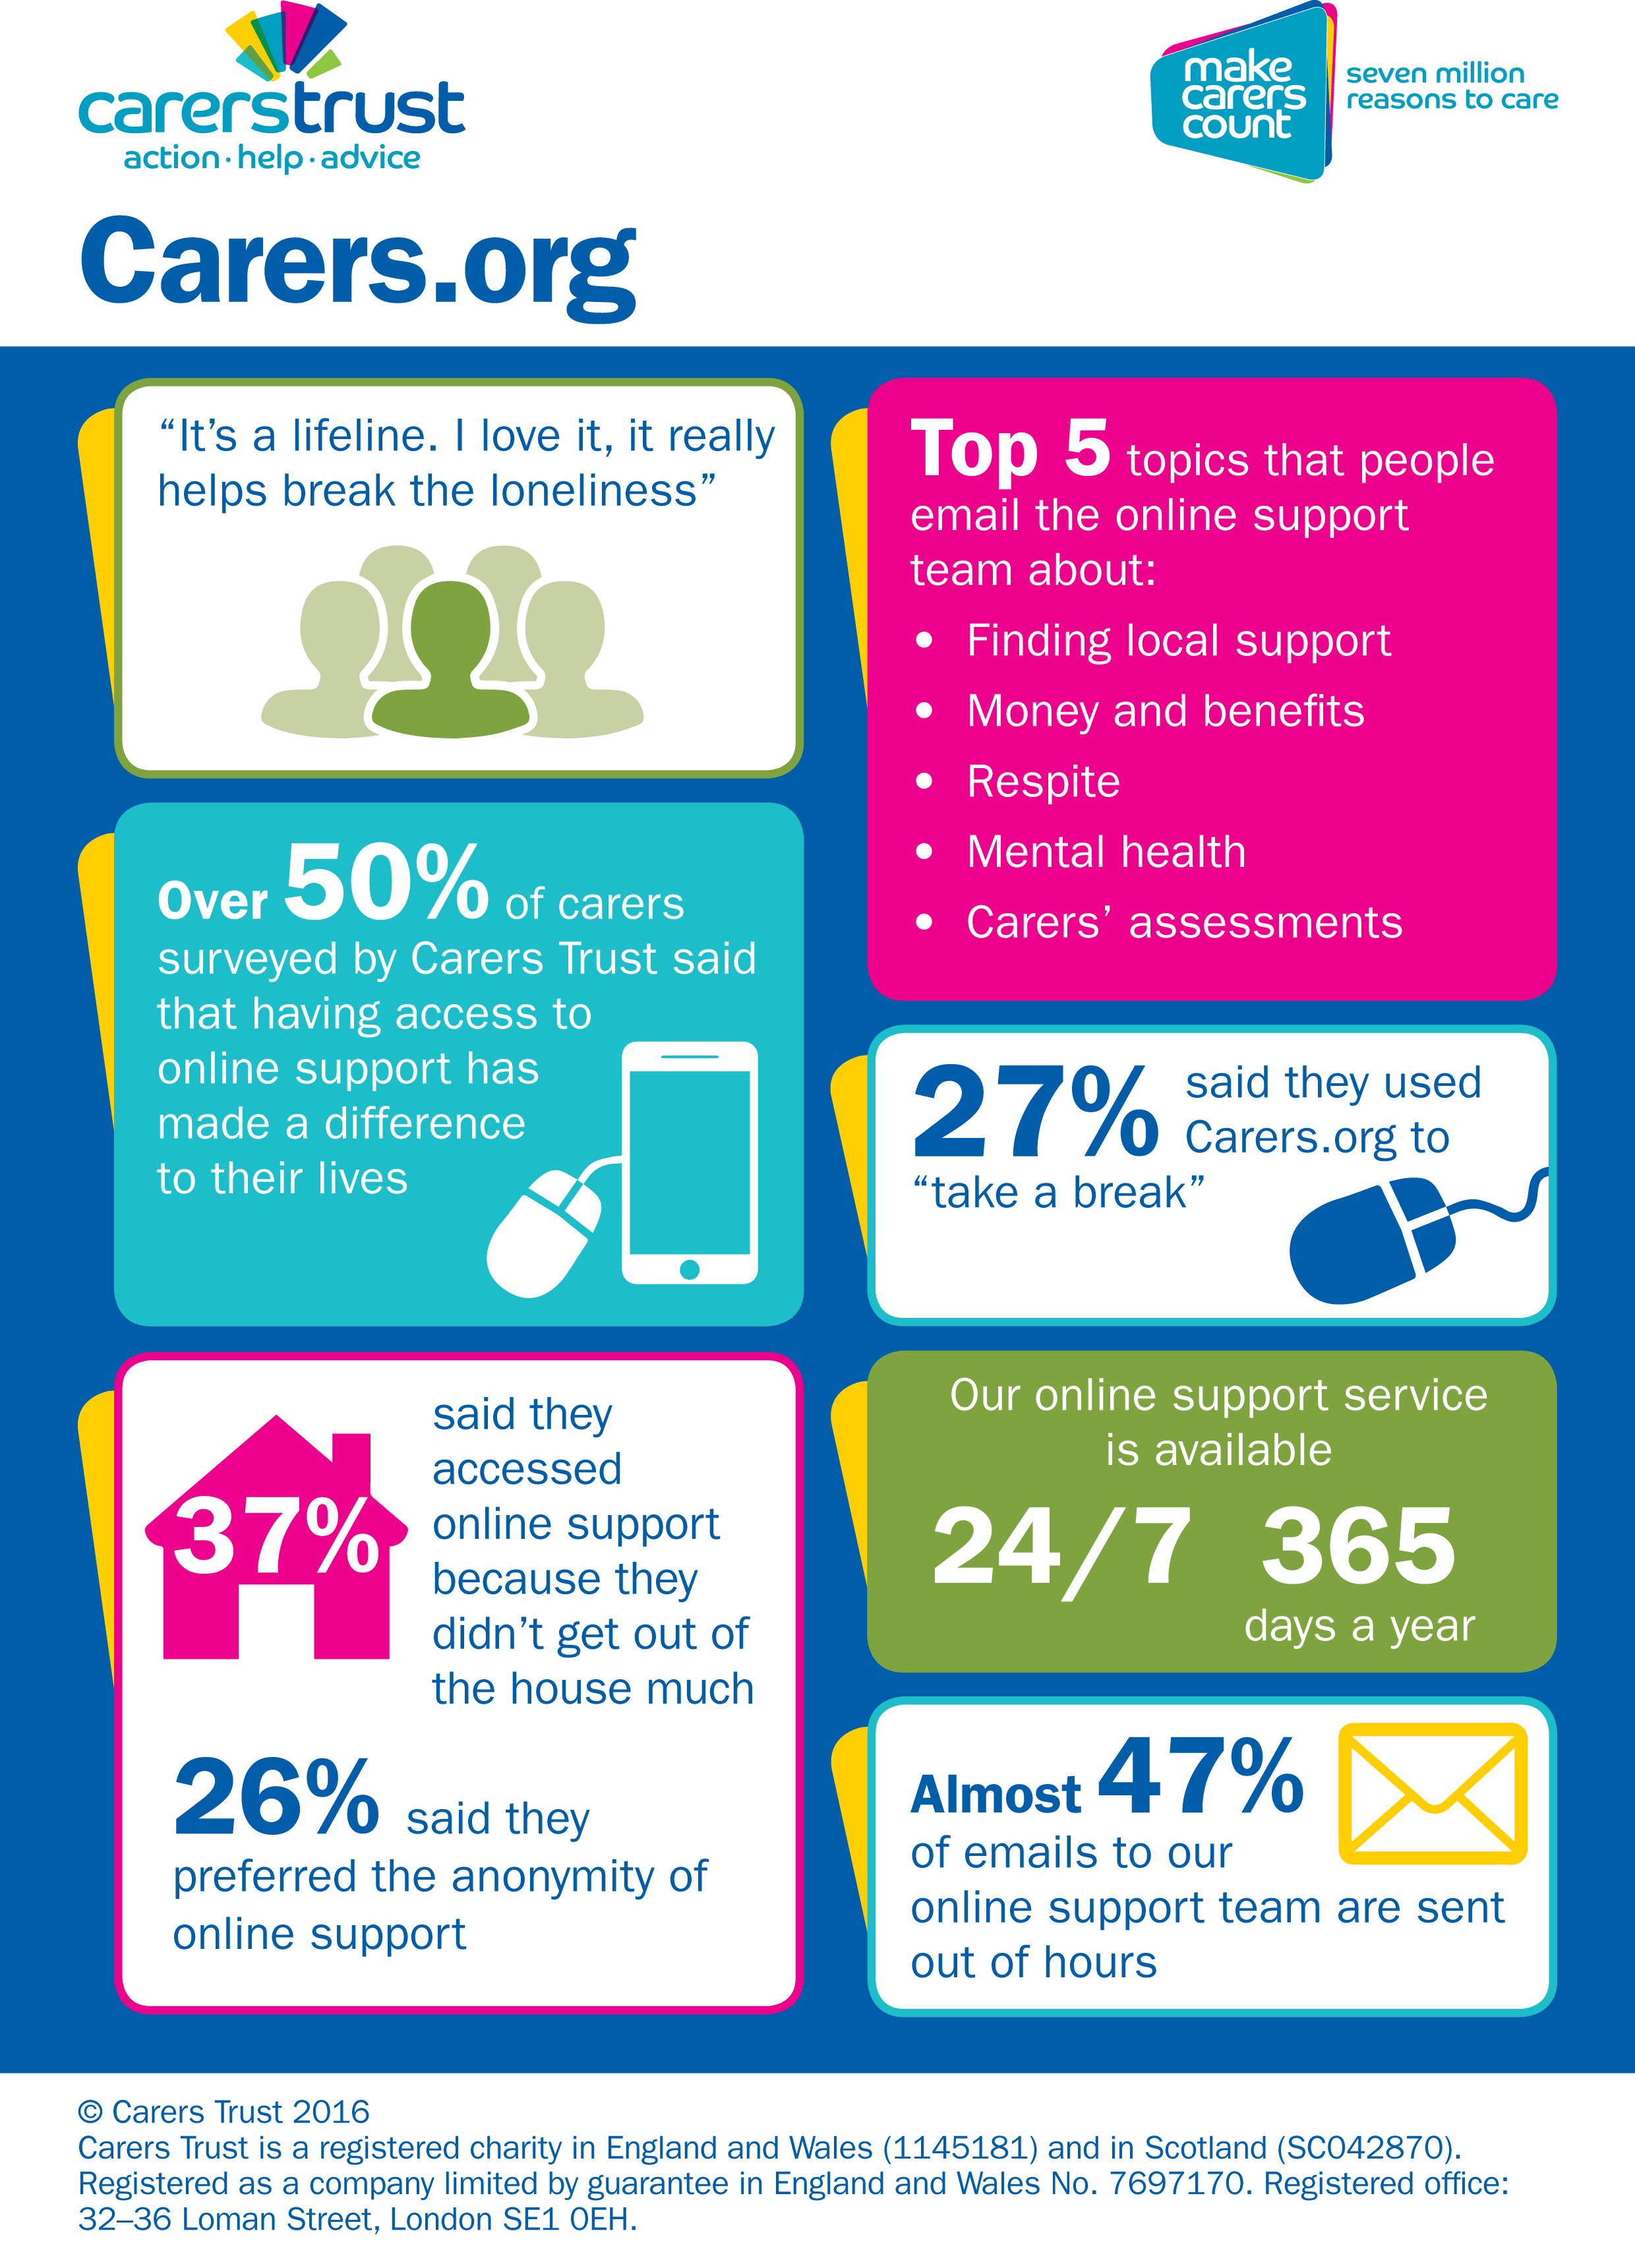 carerstrust
action · help · advice
make
carers
count
seven million
reasons to care
Carers.org
“It’s a lifeline. I love it, it really
helps break the loneliness”
Over 50% of carers
surveyed by Carers Trust said
that having access to
online support has
made a difference
to their lives
37%
said they
accessed
online support
because they
didn’t get out of
the house much
26% said they
preferred the anonymity of
online support
Top 5 topics that people
email the online support
team about:
• Finding local support
• Money and benefits
• Respite
• Mental health
• Carers’ assessments
27% said they used
Carers.org to
“take a break”
Our online support service
is available
24/7 365
days a year
Almost 47%
of emails to our
online support team are sent
out of hours
© Carers Trust 2016
Carers Trust is a registered charity in England and Wales (1145181) and in Scotland (SC042870).
Registered as a company limited by guarantee in England and Wales No. 7697170. Registered office:
32–36 Loman Street, London SE1 0EH.